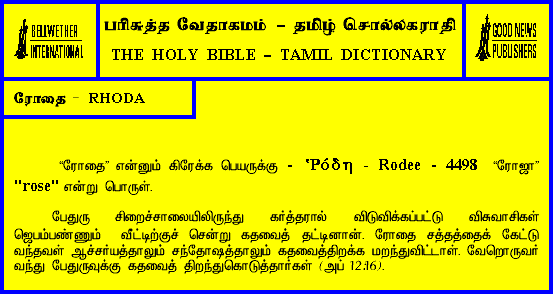 BELLWETHER
INTERNATIONAL
பரிசுத்த வேதாகமம் – தமிழ் சொல்லகராதி
THE HOLY BIBLE – TAMIL DICTIONARY
GOOD NEWS
PUBLISHERS
ரோதை - RHODA
“ரோதை” என்னும் கிரேக்க பெயருக்கு - Ῥόδη - Rodee - 4498 “ரோஜா”
"rose" என்று பொருள்.
பேதுரு சிறைச்சாலையிலிருந்து கர்த்தரால் விடுவிக்கப்பட்டு விசுவாசிகள்
ஜெபம்பண்ணும் வீட்டிற்குச் சென்று கதவைத் தட்டினான். ரோதை சத்தத்தைக் கேட்டு
வந்தவள் ஆச்சர்யத்தாலும் சந்தோஷத்தாலும் கதவைத்திறக்க மறந்துவிட்டாள். வேறொருவர்
வந்து பேதுருவுக்கு கதவைத் திறந்துகொடுத்தார்கள் (அப் 12:16).